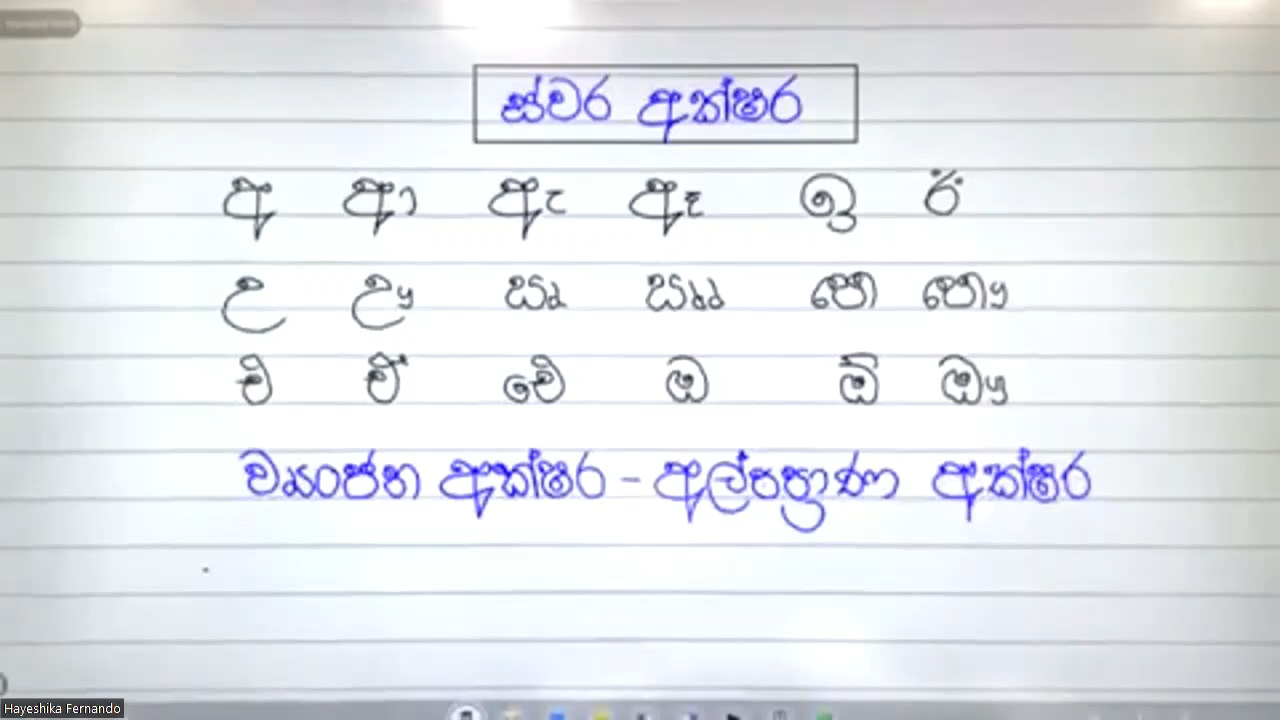 ස්වර අක්ෂර
අ ආ ඇ ඈ ඉ ඊ
උ ඌ ඍ ඎ ඏ ඐ
එ ඒ ඓ ඔ ඕ ඖ
ව්‍යංජන අක්ෂර - අල්පප්‍රාණ අක්ෂර
Hayeshika Fernando